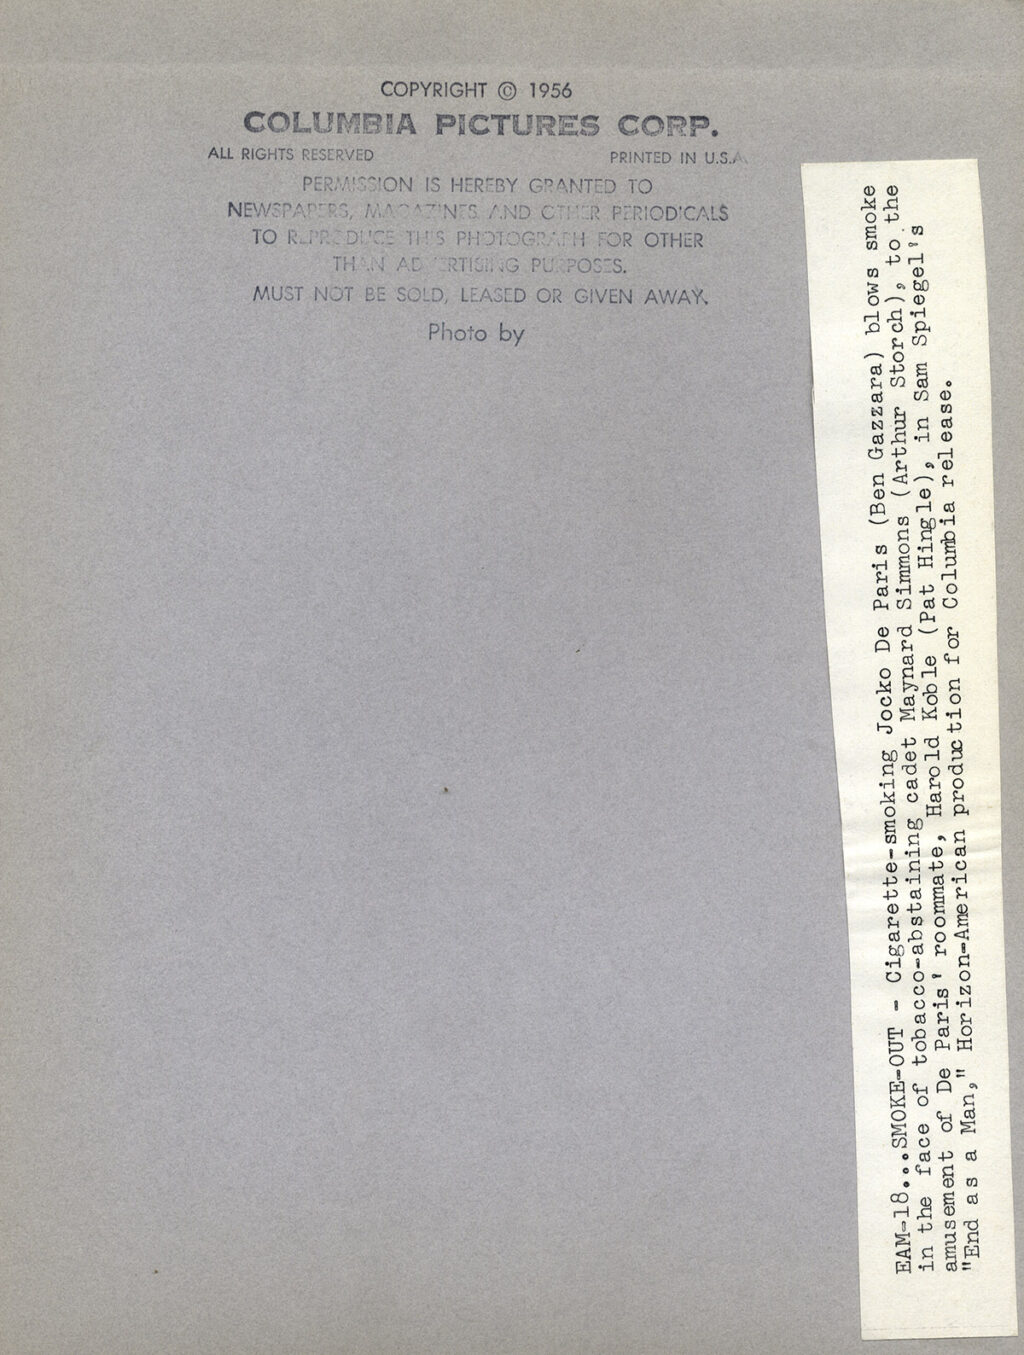 COPYRIGHT © 1956
COLUMBIA PICTURES CORP.
ALL RIGHTS RESERVED PRINTED IN U.S.A.
PERMISSION IS HEREBY GRANTED TO
NEWSPAPERS, MAGAZINES AND OTHER PERIODICALS
TO REPRODUCE THIS PHOTOGRAPH FOR OTHER
THAN ADVERTISING PURPOSES.
MUST NOT BE SOLD, LEASED OR GIVEN AWAY.
Photo by
EAM-18...SMOKE-OUT - Cigarette-smoking Jocko De Paris (Ben Gazzara) blows smoke
in the face of tobacco-abstaining cadet Maynard Simmons (Arthur Storch), to the
amusement of De Paris' roommate, Harold Koble (Pat Hingle), in Sam Spiegel's
"End as a Man," Horizon-American production for Columbia release.